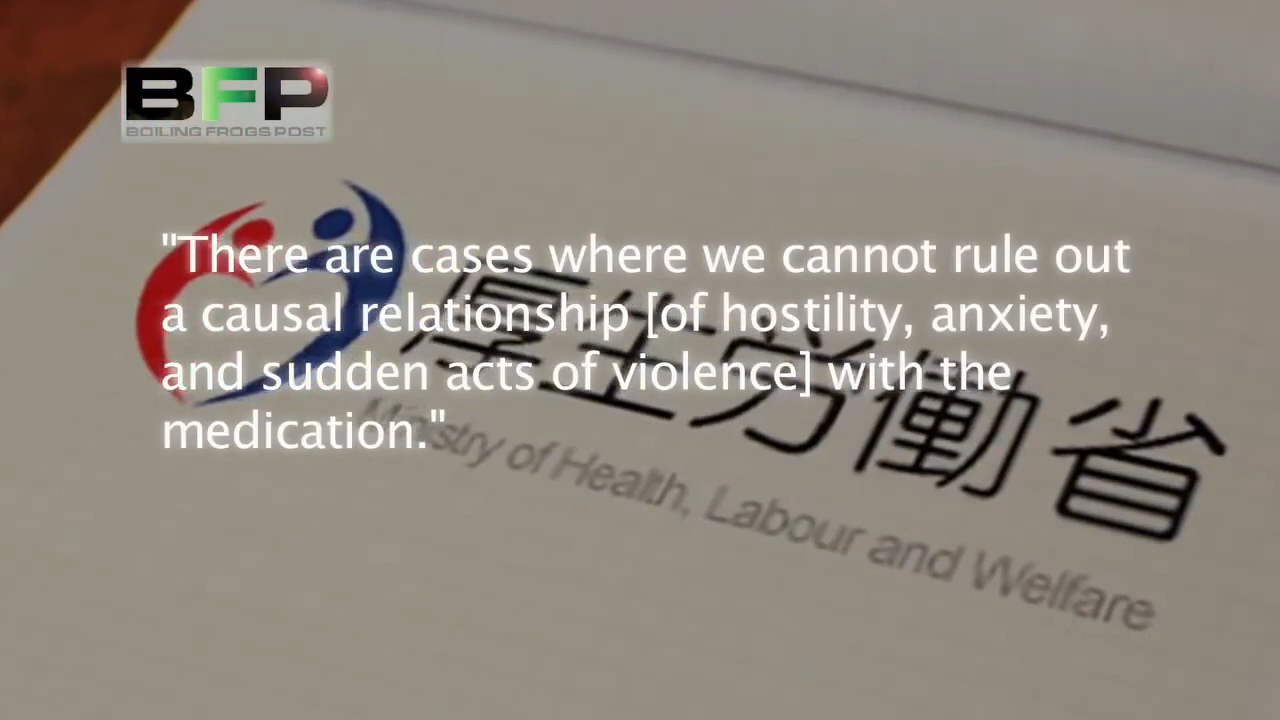 BFP
BOILING FROGS POST
"There are cases where we cannot rule out
a causal relationship [of hostility, anxiety,
and sudden acts of violence] with the
medication."
厚生労働省
Ministry of Health, Labour and Welfare